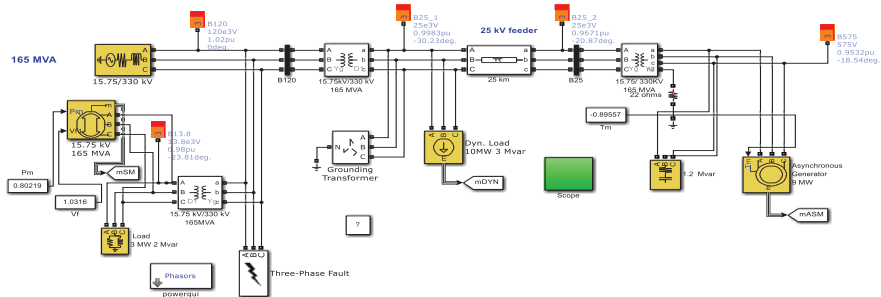 B120
120e3V
1.02pu
0deg.
B25_1
25e3V
0.9983pu
-30.23deg.
25 kV feeder
B25_2
25e3V
0.9671pu
-20.87deg.
B575
575V
0.9532pu
-18.54deg.
165 MVA
A
B
C
15.75/330 kV
B120
A a
B b
C c
Yg
15.75kV/330 kV
165 MVA
A a
B b
C c
25 km
B25
A a
B b
C c
Yg n2
15.75/ 330KV
165 MVA
22 ohms
-0.89557
Tm
Pm
m
A
B
C
15.75 kV
165 MVA
B13.8
13.8e3V
0.98pu
-23.81deg.
mSM
Pm
0.80219
1.0316
Vf
A a
B b
C c
15.75 kV/330 kV
165MVA
N
A
B
C
Grounding
Transformer
A B C
Dyn. Load
10MW 3 Mvar
mDYN
Scope
A B C
1.2 Mvar
A B C
Asynchronous
Generator
9 MW
mASM
A B C
Load
3 MW 2 Mvar
?
A B C
Three-Phase Fault
Phasors
powergui